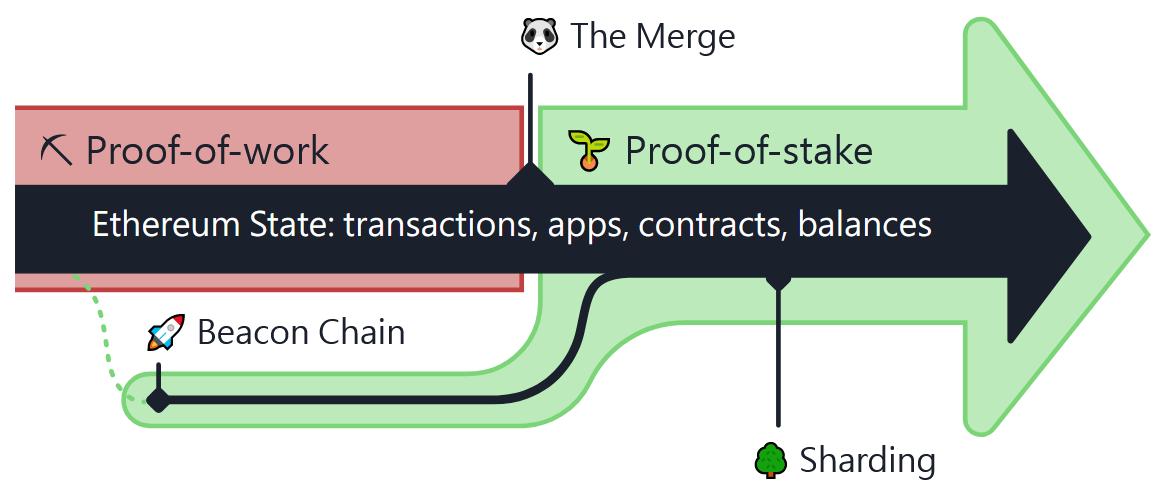 The Merge
Proof-of-work
Proof-of-stake
Ethereum State: transactions, apps, contracts, balances
Beacon Chain
Sharding